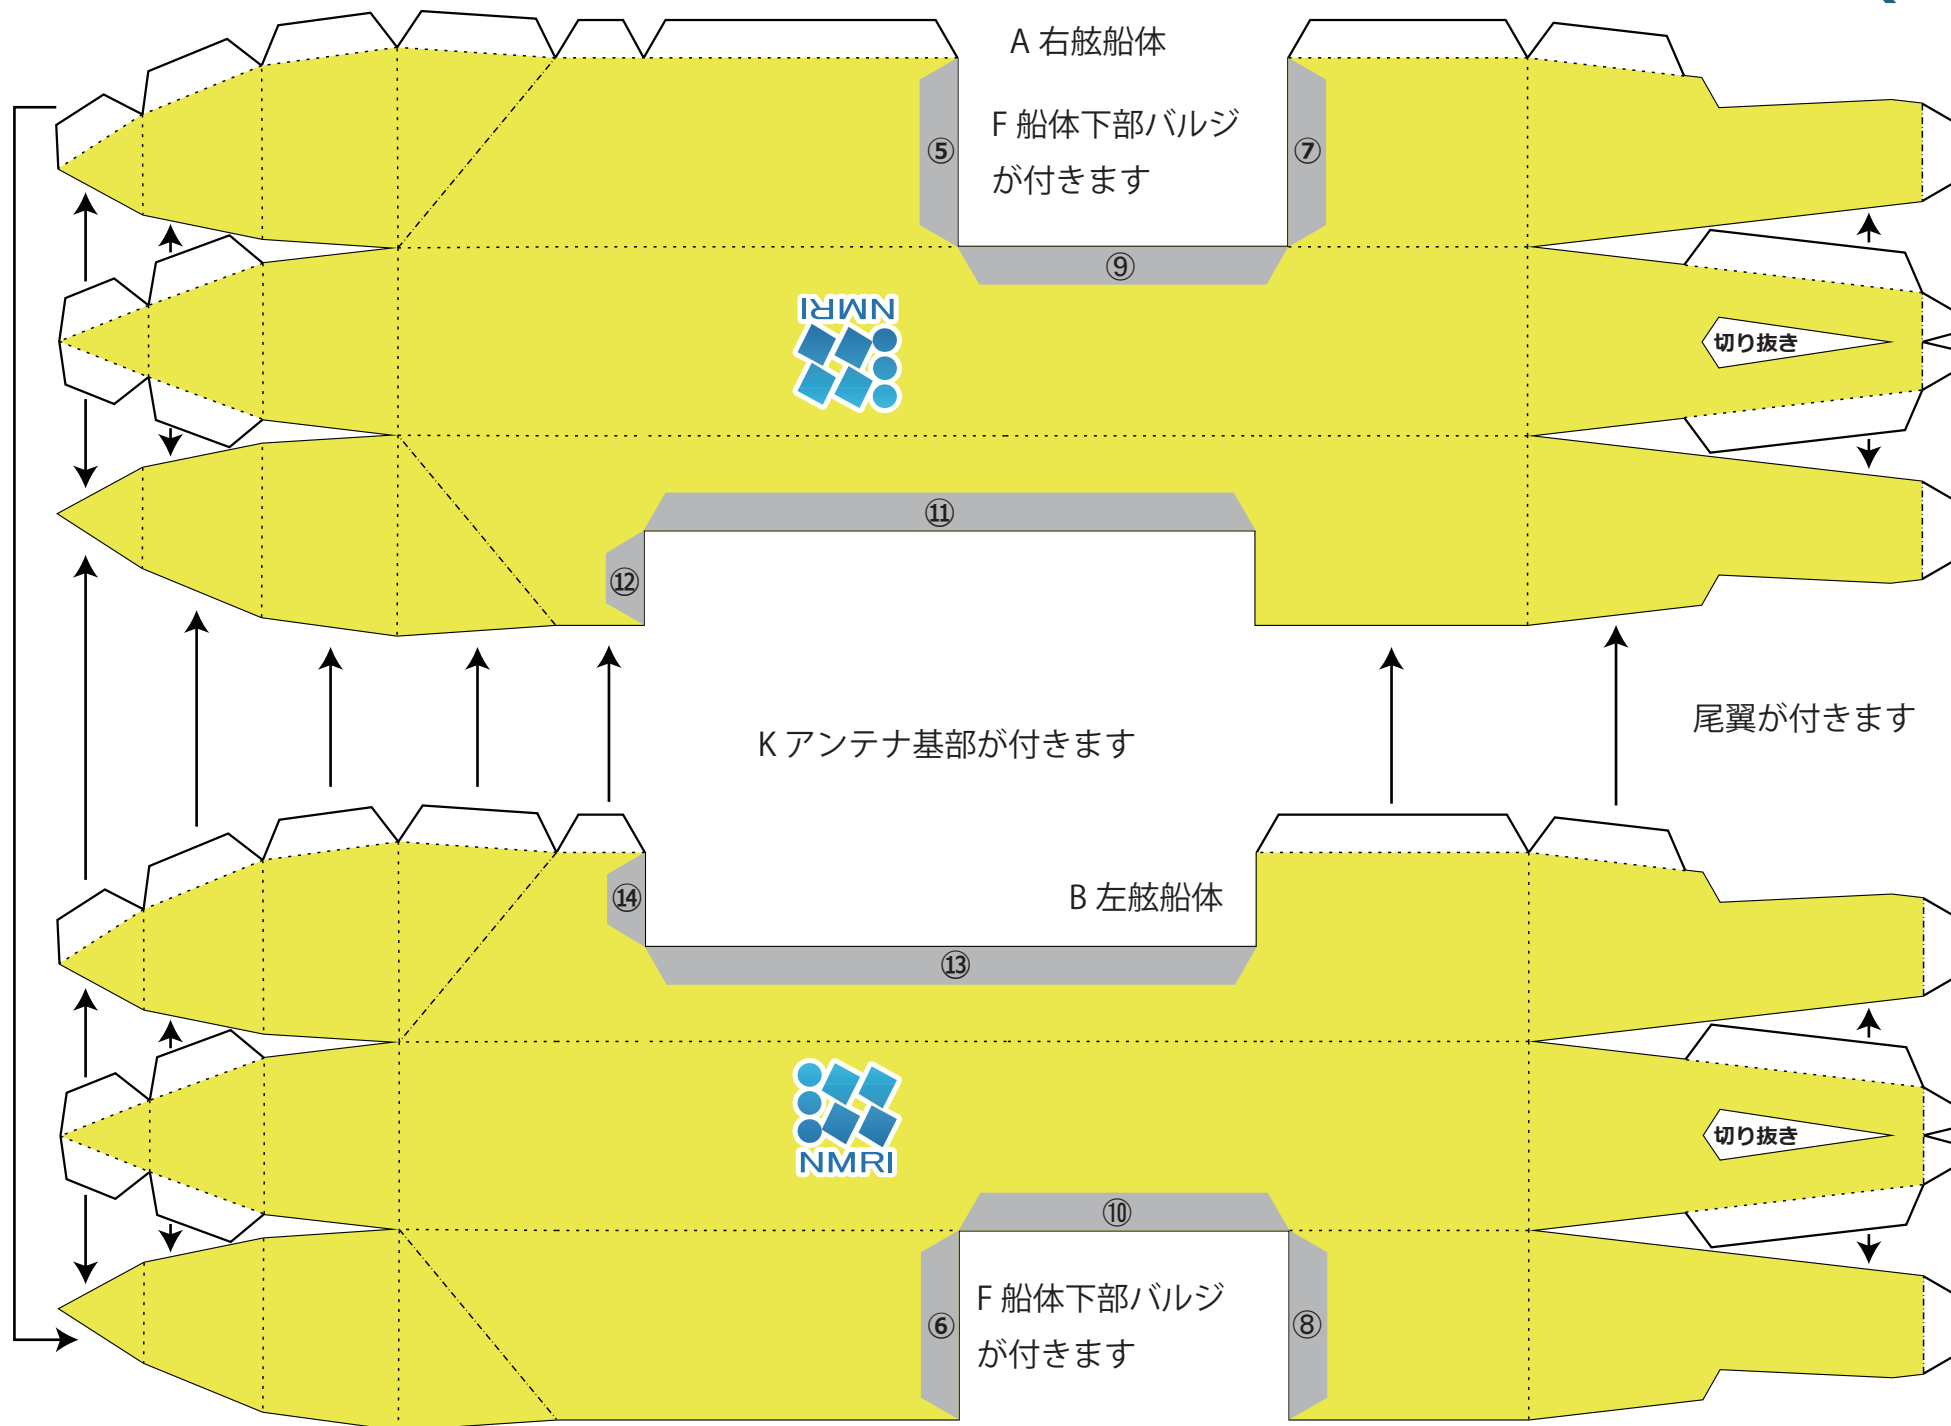 A 右舷船体
F 船体下部バルジ
が付きます
⑤
⑦
⑨
NMRI
切り抜き
⑪
⑫
尾翼が付きます
K アンテナ基部が付きます
B 左舷船体
⑭
⑬
NMRI
切り抜き
⑩
F 船体下部バルジ
が付きます
⑥
⑧